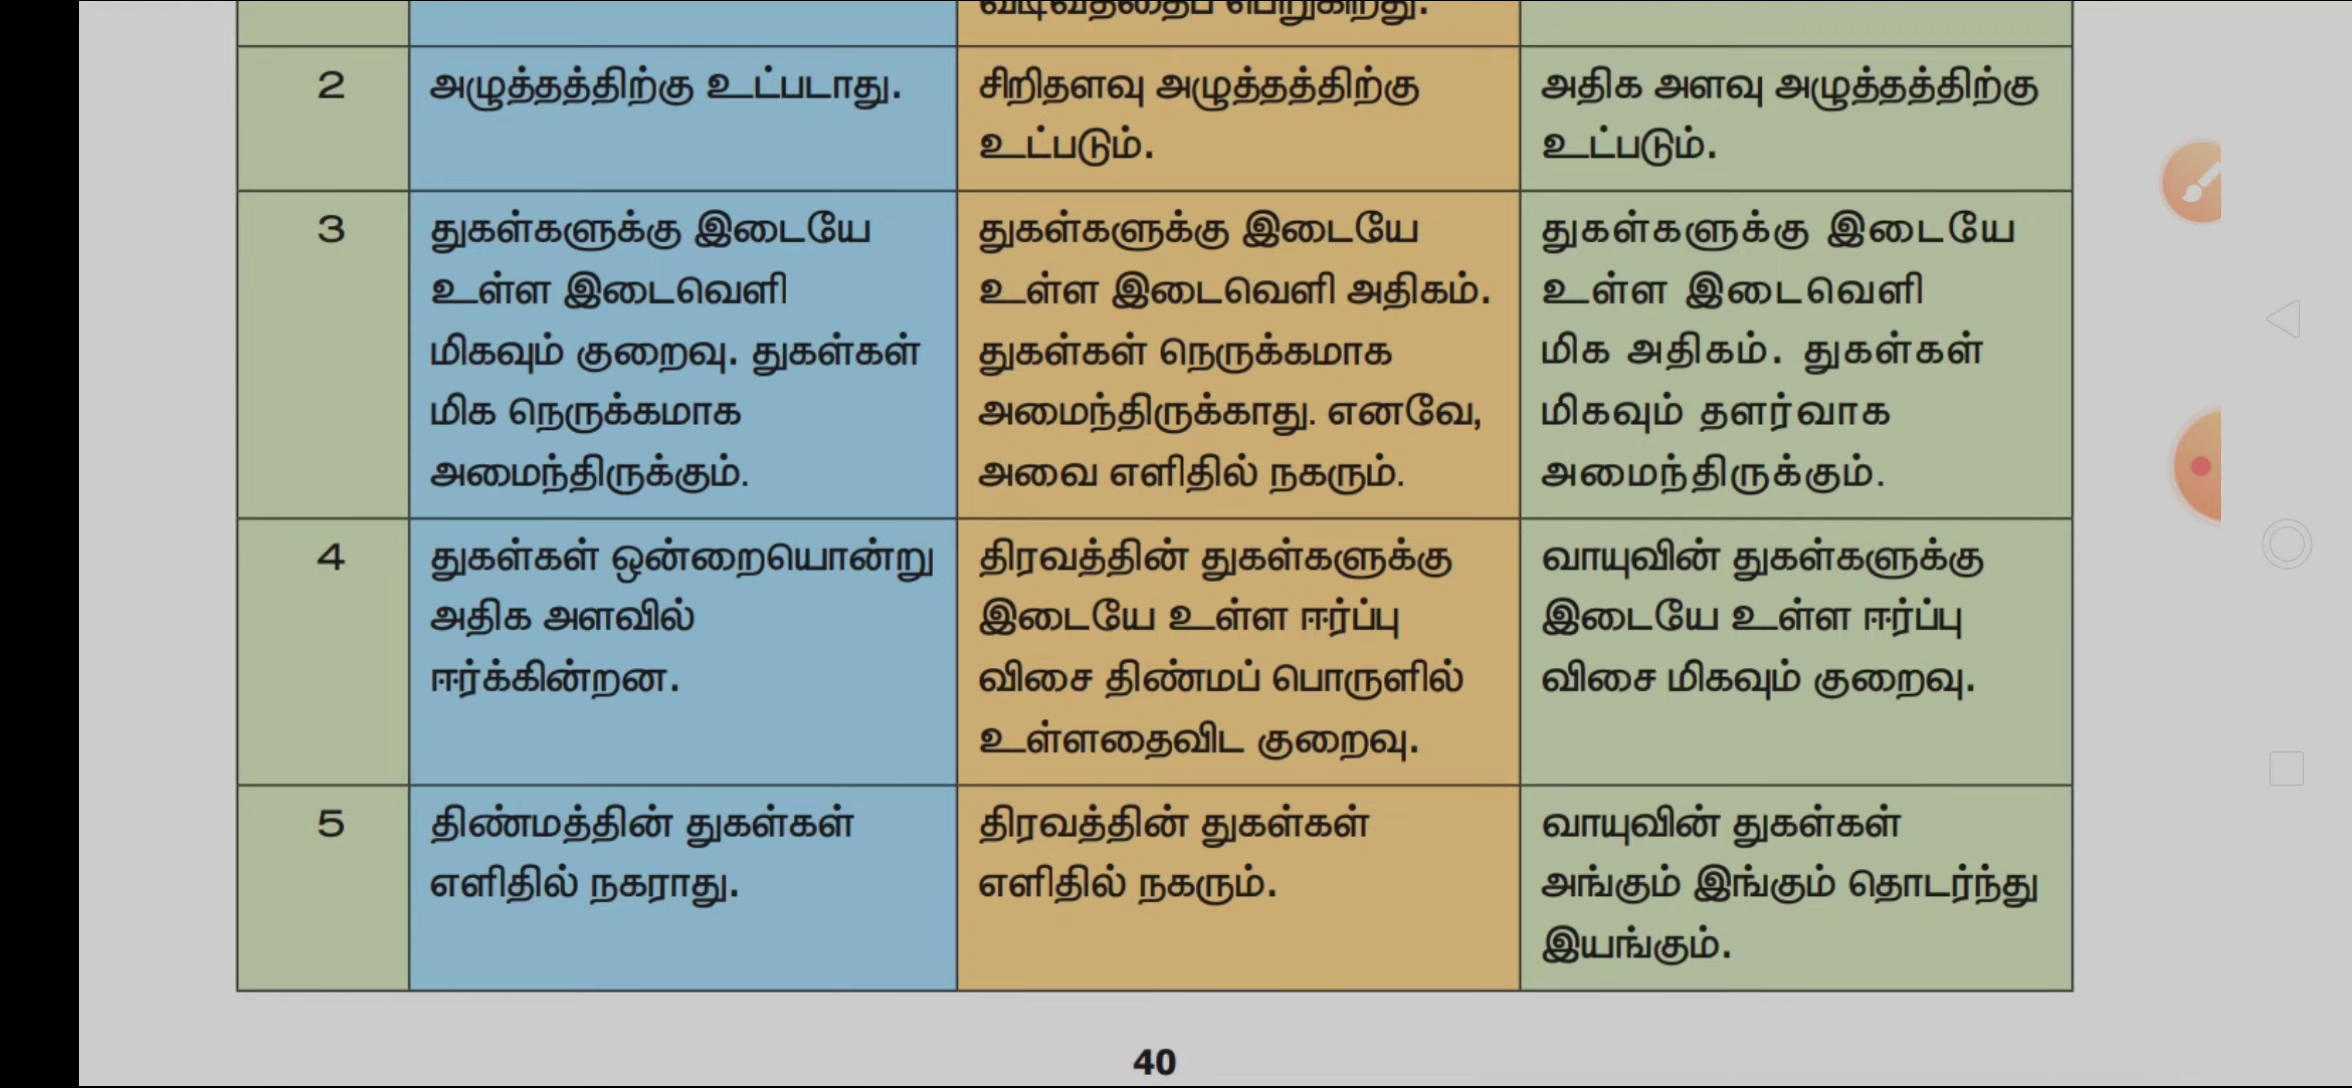 வடிவத்தைப் பெறுகிறது.
2
அழுத்தத்திற்கு உட்படாது.
சிறிதளவு அழுத்தத்திற்கு
உட்படும்.
அதிக அளவு அழுத்தத்திற்கு
உட்படும்.
3
துகள்களுக்கு இடையே
உள்ள இடைவெளி
மிகவும் குறைவு. துகள்கள்
மிக நெருக்கமாக
அமைந்திருக்கும்.
துகள்களுக்கு இடையே
உள்ள இடைவெளி அதிகம்.
துகள்கள் நெருக்கமாக
அமைந்திருக்காது. எனவே,
அவை எளிதில் நகரும்.
துகள்களுக்கு இடையே
உள்ள இடைவெளி
மிக அதிகம். துகள்கள்
மிகவும் தளர்வாக
அமைந்திருக்கும்.
4
துகள்கள் ஒன்றையொன்று
அதிக அளவில்
ஈர்க்கின்றன.
திரவத்தின் துகள்களுக்கு
இடையே உள்ள ஈர்ப்பு
விசை திண்மப் பொருளில்
உள்ளதைவிட குறைவு.
வாயுவின் துகள்களுக்கு
இடையே உள்ள ஈர்ப்பு
விசை மிகவும் குறைவு.
5
திண்மத்தின் துகள்கள்
எளிதில் நகராது.
திரவத்தின் துகள்கள்
எளிதில் நகரும்.
வாயுவின் துகள்கள்
அங்கும் இங்கும் தொடர்ந்து
இயங்கும்.
40